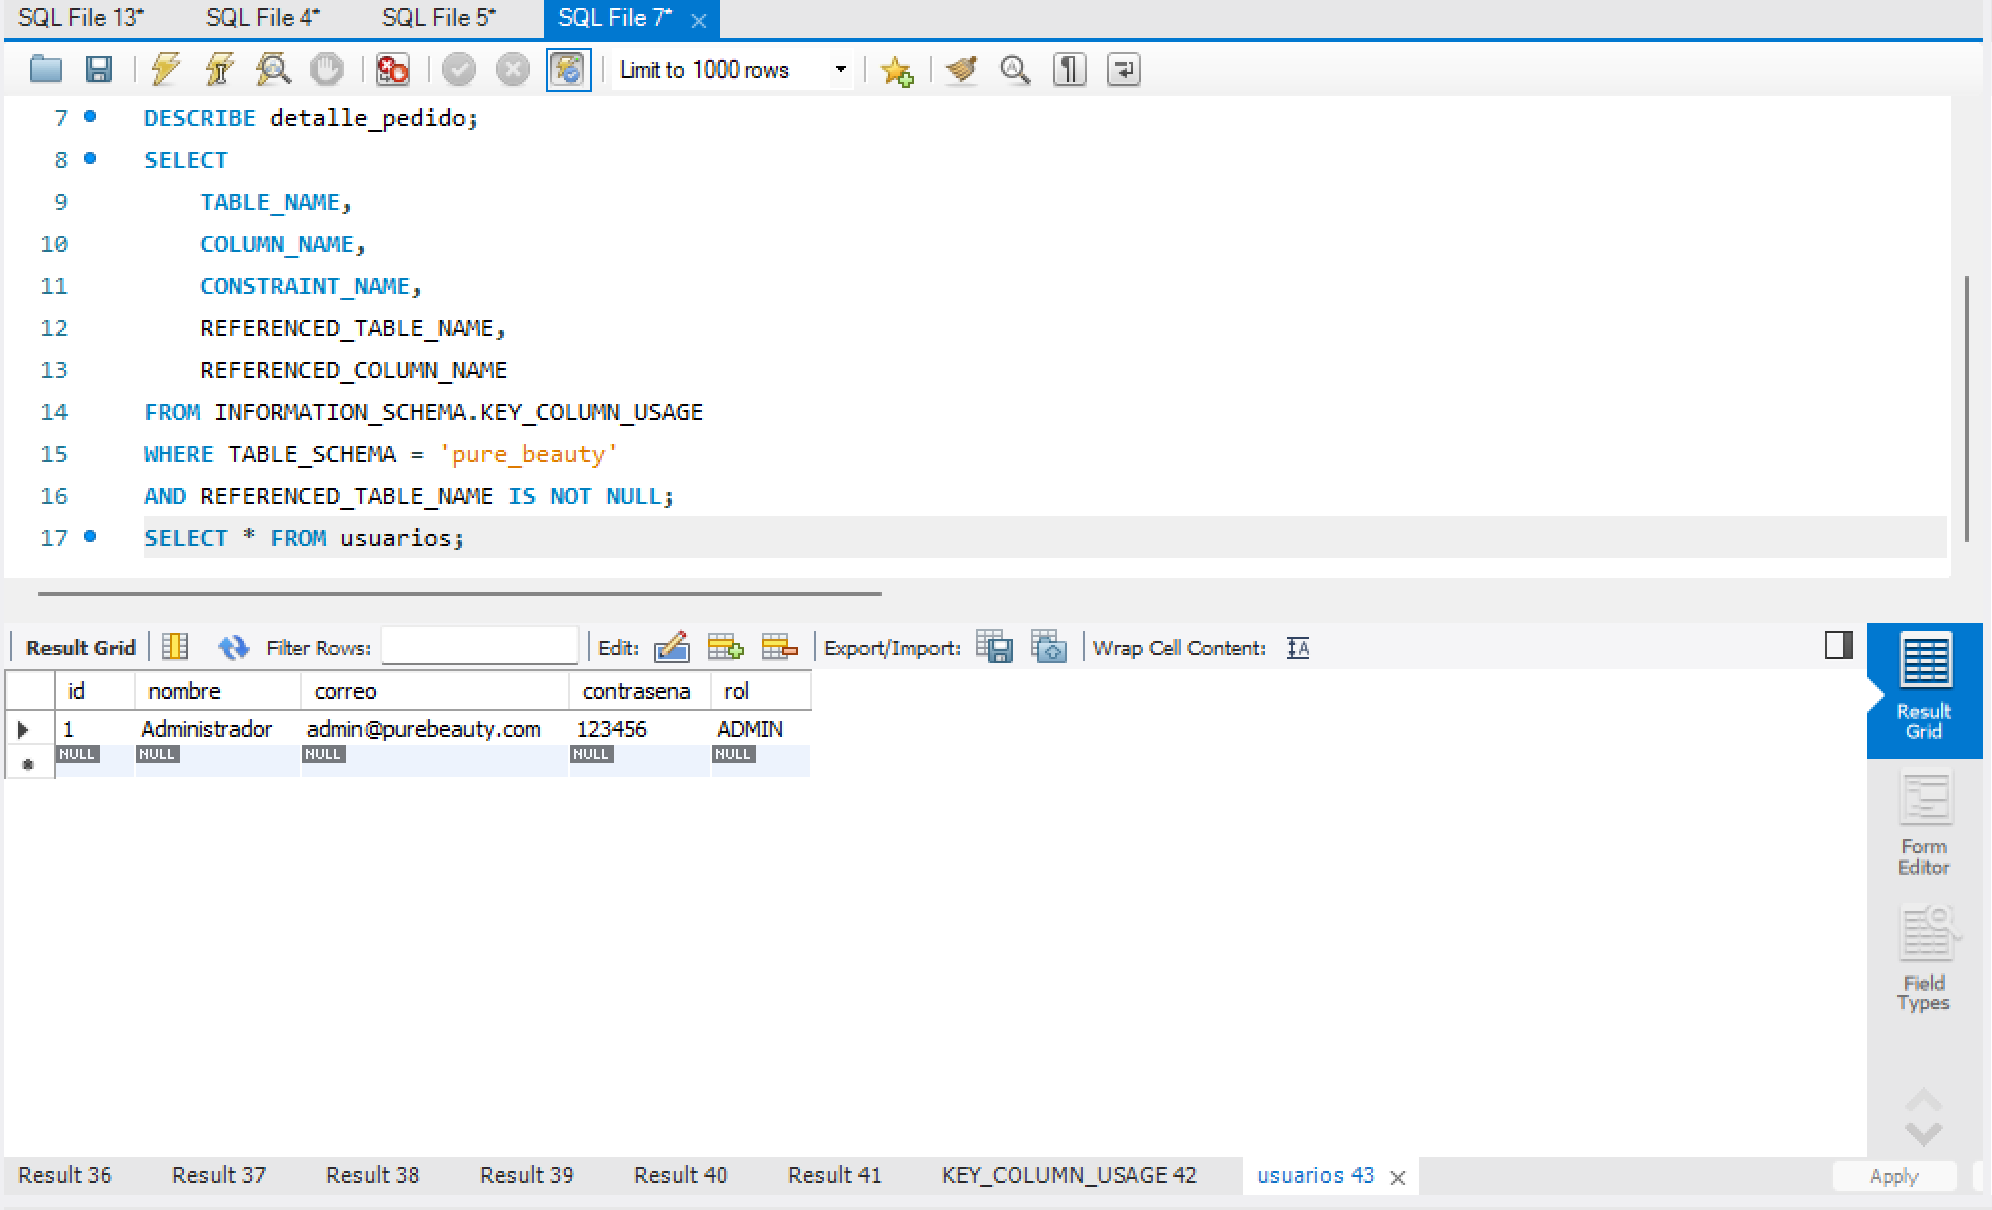 SQL File 13* SQL File 4* SQL File 5* SQL File 7*
Limit to 1000 rows
7 DESCRIBE detalle_pedido;
8 SELECT
9 TABLE_NAME,
10 COLUMN_NAME,
11 CONSTRAINT_NAME,
12 REFERENCED_TABLE_NAME,
13 REFERENCED_COLUMN_NAME
14 FROM INFORMATION_SCHEMA.KEY_COLUMN_USAGE
15 WHERE TABLE_SCHEMA = 'pure_beauty'
16 AND REFERENCED_TABLE_NAME IS NOT NULL;
17 SELECT * FROM usuarios;
Result Grid Filter Rows: Edit: Export/Import: Wrap Cell Content:
id nombre correo contrasena rol
1 Administrador admin@purebeauty.com 123456 ADMIN
NULL NULL NULL NULL NULL
Result
Grid
Form
Editor
Field
Types
Result 36 Result 37 Result 38 Result 39 Result 40 Result 41 KEY_COLUMN_USAGE 42 usuarios 43 Apply